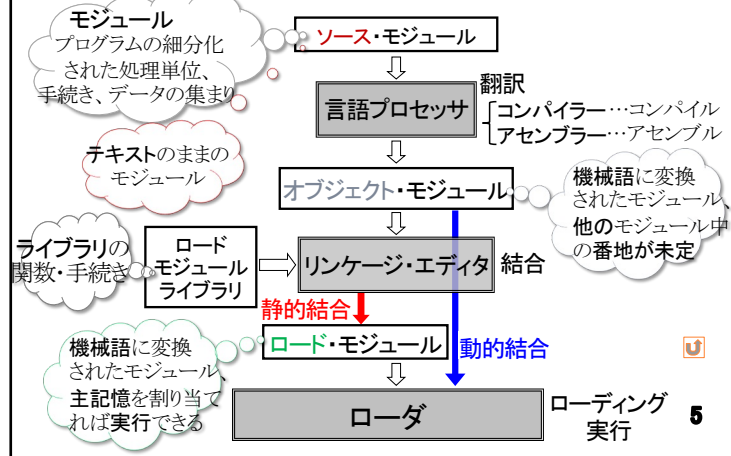 モジュール
プログラムの細分化
された処理単位、
手続き、データの集まり
ソース・モジュール
言語プロセッサ
翻訳
コンパイラー…コンパイル
アセンブラー…アセンブル
テキストのままの
モジュール
オブジェクト・モジュール
機械語に変換
されたモジュール、
他のモジュール中
の番地が未定
ライブラリの
関数・手続き
ロード
モジュール
ライブラリ
リンケージ・エディタ
結合
静的結合
機械語に変換
されたモジュール、
主記憶を割り当て
れば実行できる
ロード・モジュール
動的結合
ローダ
ローディング
実行
5